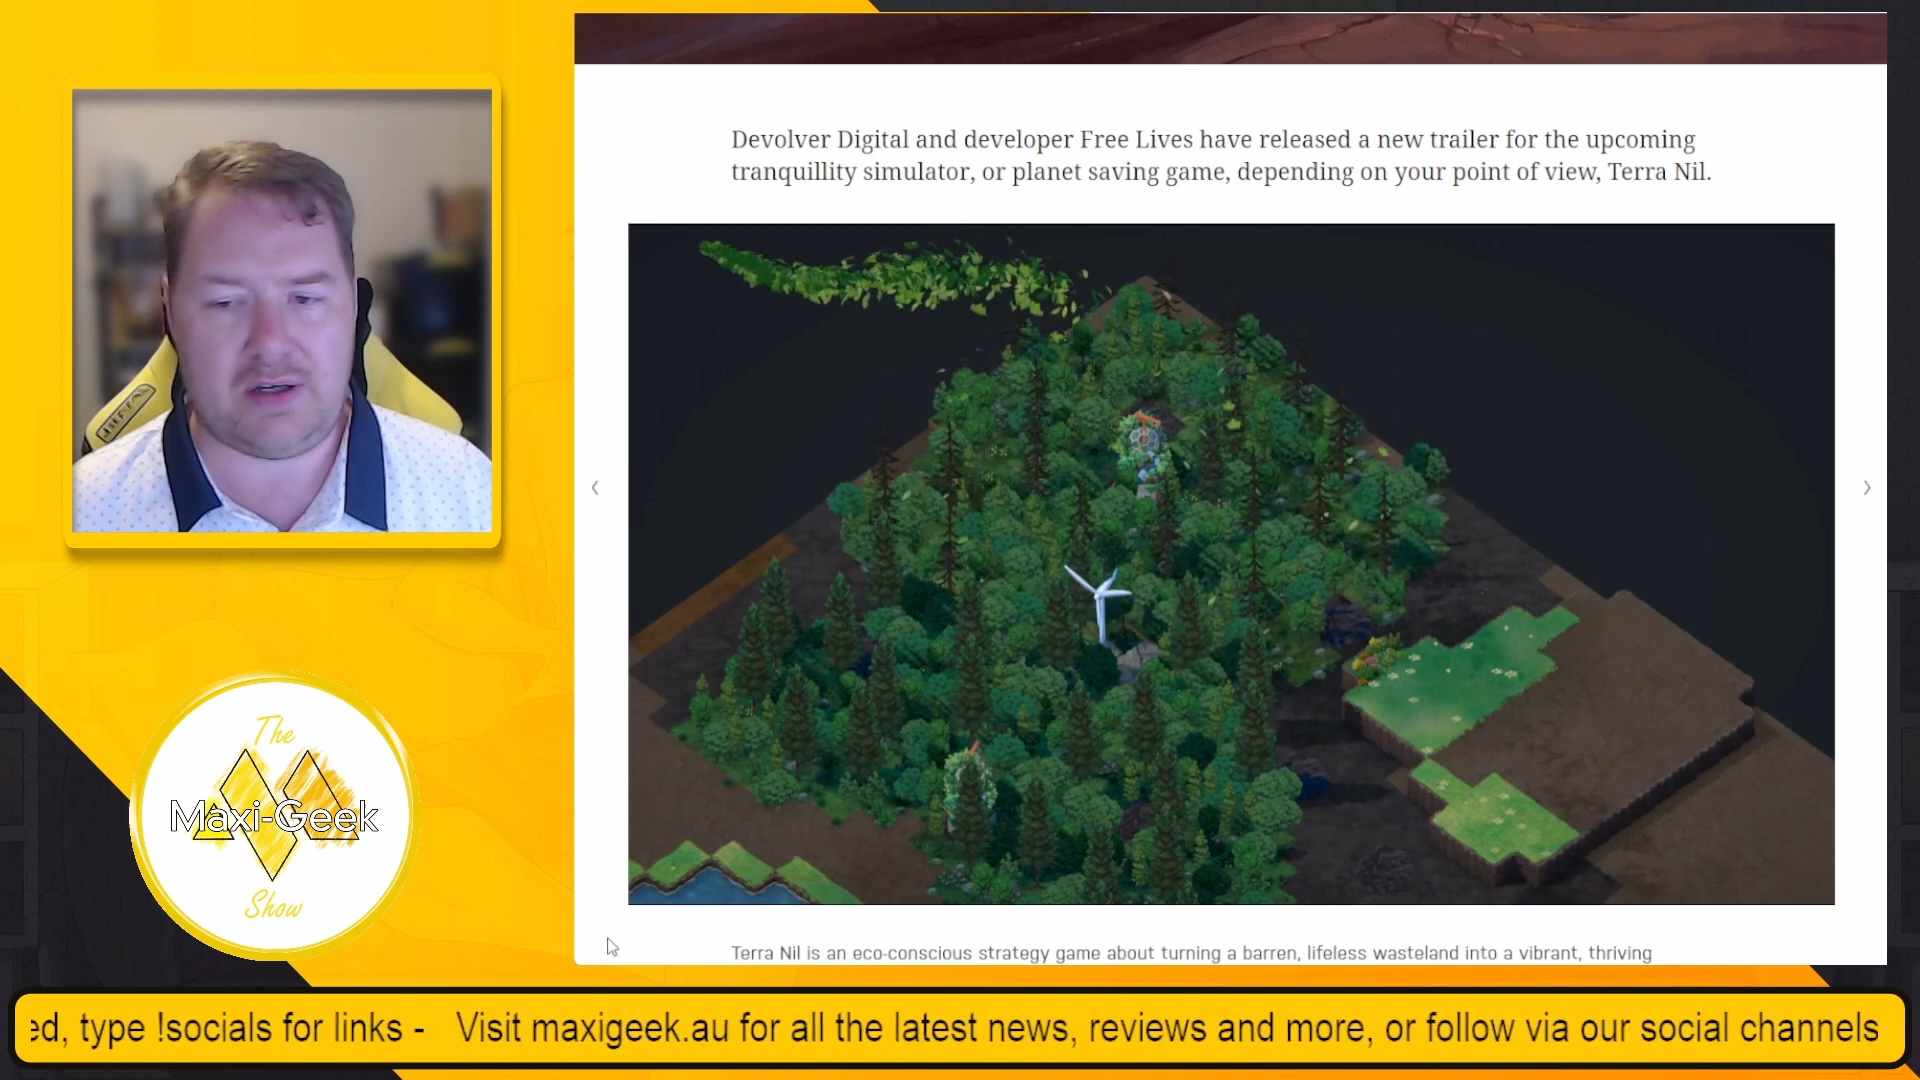 Devolver Digital and developer Free Lives have released a new trailer for the upcoming
tranquillity simulator, or planet saving game, depending on your point of view, Terra Nil.
The
Maxi-Geek
Show
Terra Nil is an eco-conscious strategy game about turning a barren, lifeless wasteland into a vibrant, thriving
ed, type !socials for links - Visit maxigeek.au for all the latest news, reviews and more, or follow via our social channels